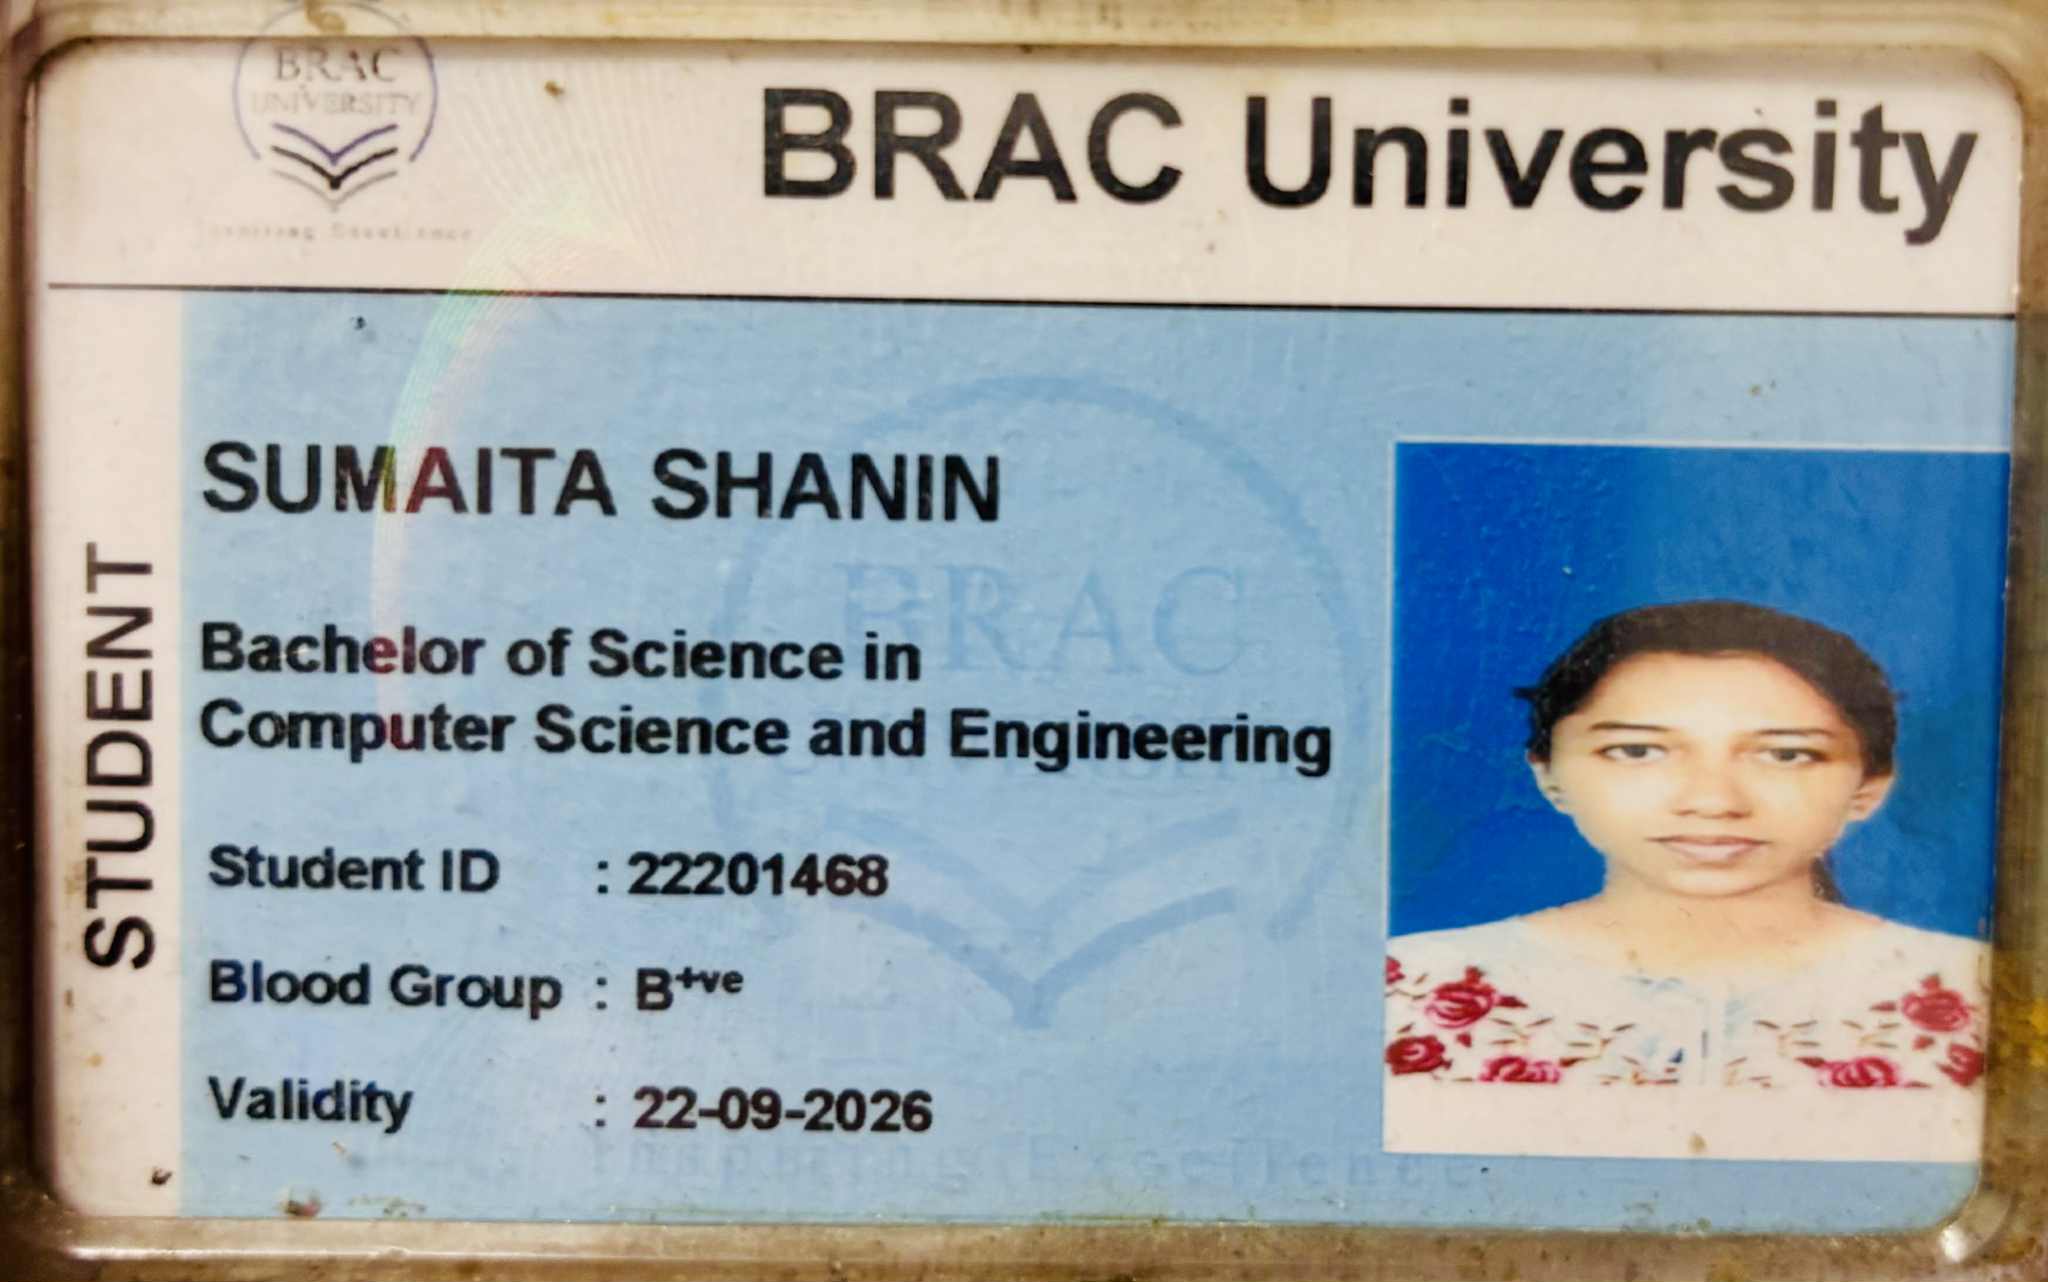 BRAC
UNIVERSITY
Inspiring Excellence
BRAC University
STUDENT
SUMAITA SHANIN
Bachelor of Science in
Computer Science and Engineering
Student ID : 22201468
Blood Group : B+ve
Validity : 22-09-2026
BRAC
Inspiring Excellence